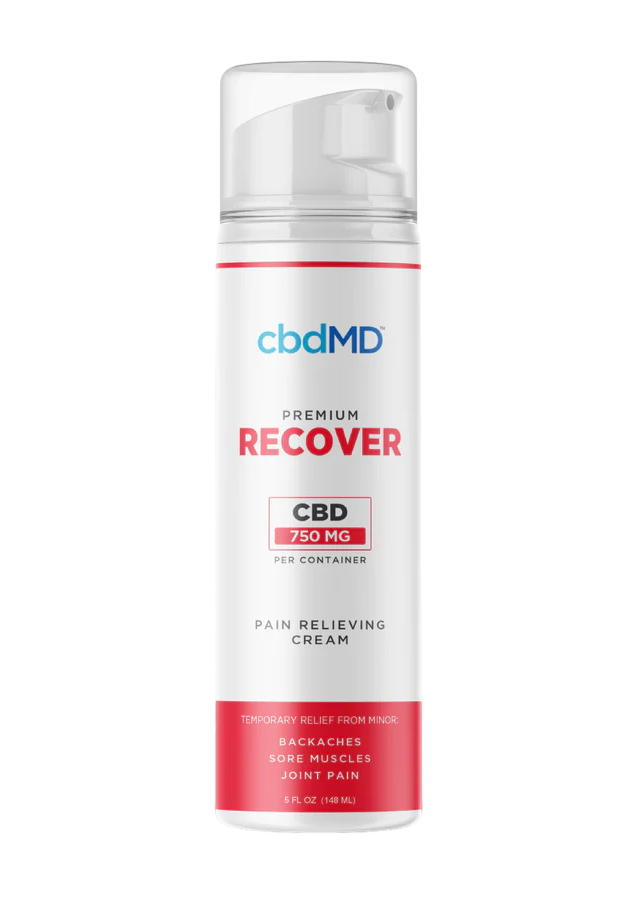 cbdMD™
PREMIUM
RECOVER
CBD
750 MG
PER CONTAINER
PAIN RELIEVING
CREAM
TEMPORARY RELIEF FROM MINOR:
BACKACHES
SORE MUSCLES
JOINT PAIN
5 FL OZ (148 ML)